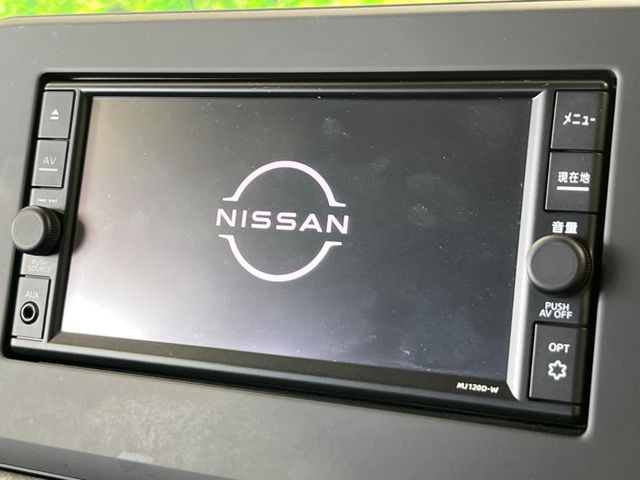 AV
PUSH
SOURCE
AUX
NISSAN
メニュー
現在地
音量
PUSH
AV OFF
OPT
MJ120D-W